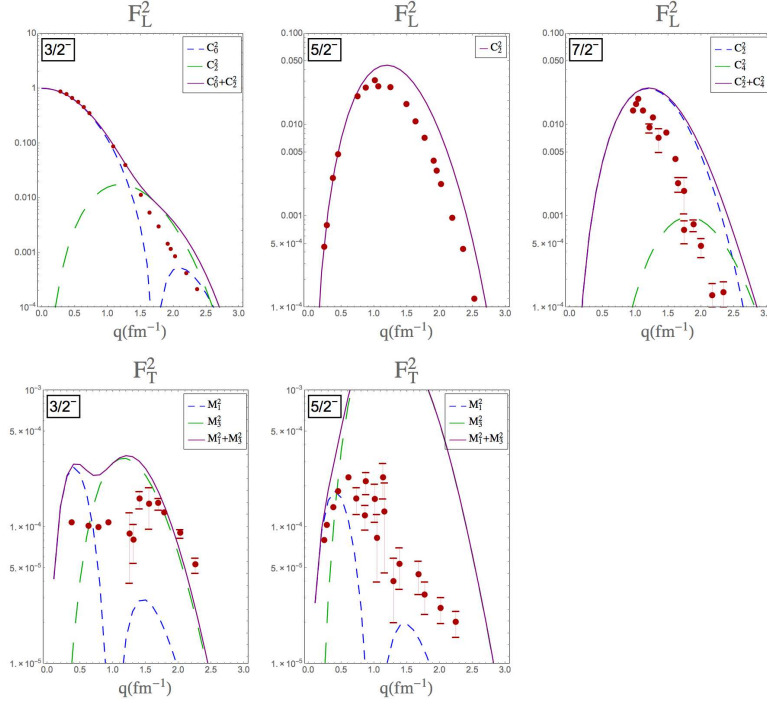 F_L^2
3/2⁻
C_0^2
C_2^2
C_0^2+C_2^2
10
1
0.100
0.010
0.001
10⁻⁴
0.0 0.5 1.0 1.5 2.0 2.5 3.0
q(fm⁻¹)
F_L^2
5/2⁻
C_2^2
0.100
0.050
0.010
0.005
0.001
5.×10⁻⁴
1.×10⁻⁴
0.0 0.5 1.0 1.5 2.0 2.5 3.0
q(fm⁻¹)
F_L^2
7/2⁻
C_2^2
C_4^2
C_2^2+C_4^2
0.100
0.050
0.010
0.005
0.001
5.×10⁻⁴
1.×10⁻⁴
0.0 0.5 1.0 1.5 2.0 2.5 3.0
q(fm⁻¹)
F_T^2
3/2⁻
M_1^2
M_3^2
M_1^2+M_3^2
10⁻³
5.×10⁻⁴
1.×10⁻⁴
5.×10⁻⁵
1.×10⁻⁵
0.0 0.5 1.0 1.5 2.0 2.5 3.0
q(fm⁻¹)
F_T^2
5/2⁻
M_1^2
M_3^2
M_1^2+M_3^2
10⁻³
5.×10⁻⁴
1.×10⁻⁴
5.×10⁻⁵
1.×10⁻⁵
0.0 0.5 1.0 1.5 2.0 2.5 3.0
q(fm⁻¹)